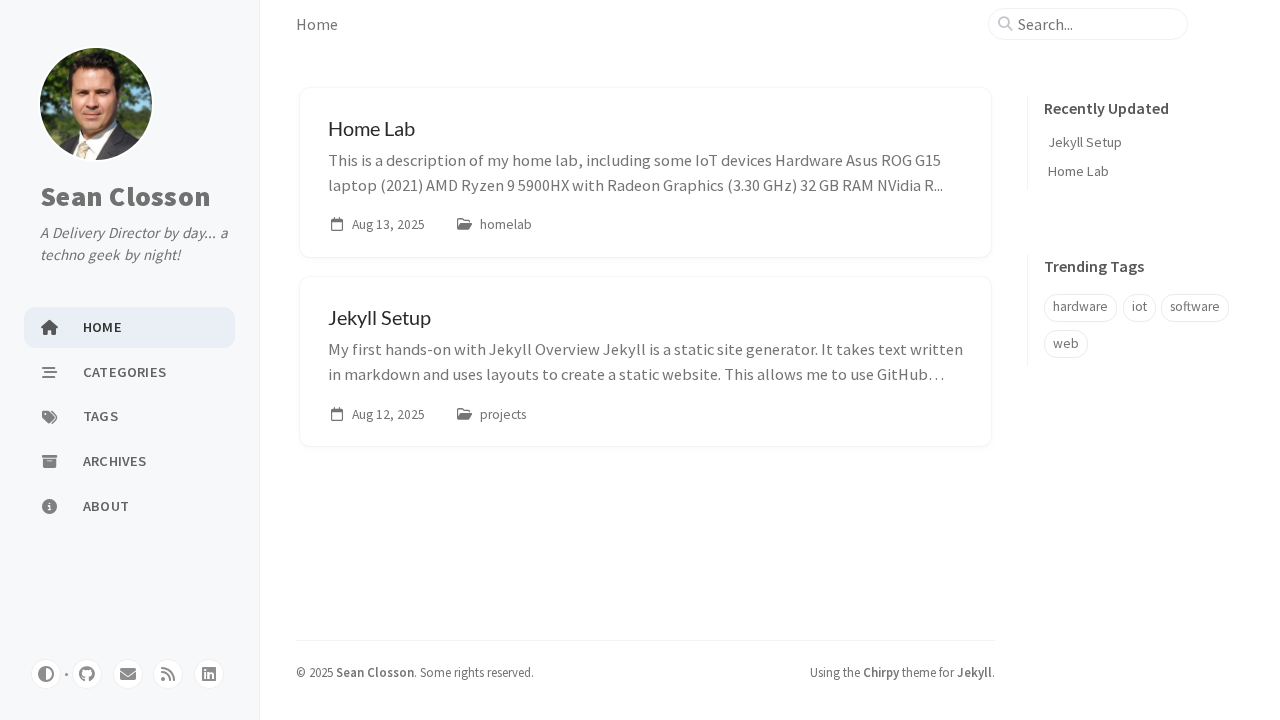 Sean Closson
A Delivery Director by day... a
techno geek by night!
HOME
CATEGORIES
TAGS
ARCHIVES
ABOUT
Home
Search...
Home Lab
This is a description of my home lab, including some IoT devices Hardware Asus ROG G15
laptop (2021) AMD Ryzen 9 5900HX with Radeon Graphics (3.30 GHz) 32 GB RAM NVidia R...
Aug 13, 2025 homelab
Jekyll Setup
My first hands-on with Jekyll Overview Jekyll is a static site generator. It takes text written
in markdown and uses layouts to create a static website. This allows me to use GitHub…
Aug 12, 2025 projects
Recently Updated
Jekyll Setup
Home Lab
Trending Tags
hardware iot software
web
© 2025 Sean Closson. Some rights reserved.
Using the Chirpy theme for Jekyll.